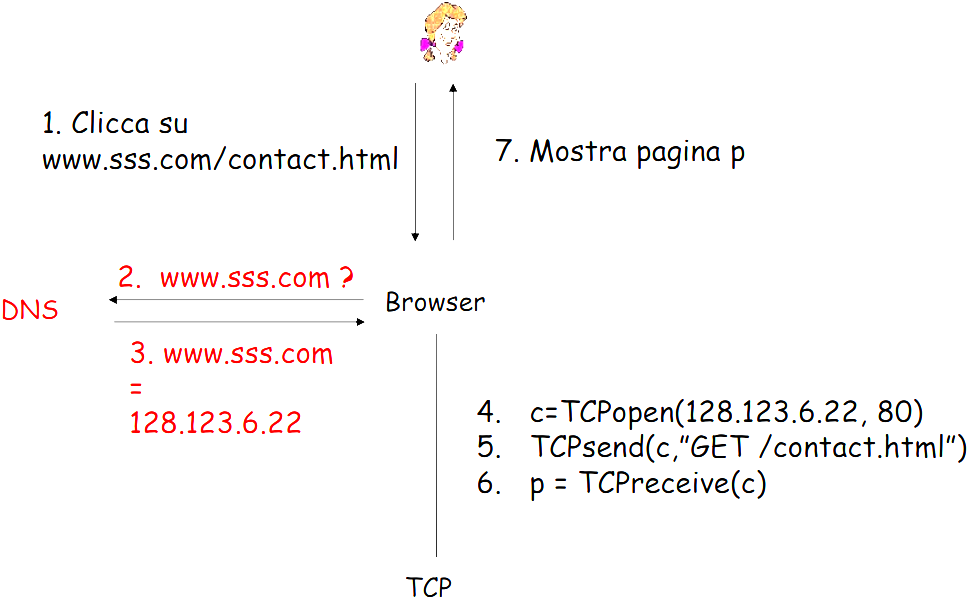 1. Clicca su
www.sss.com/contact.html
7. Mostra pagina p
2. www.sss.com ?
DNS
Browser
3. www.sss.com
=
128.123.6.22
4. c=TCPopen(128.123.6.22, 80)
5. TCPsend(c,"GET /contact.html")
6. p = TCPreceive(c)
TCP